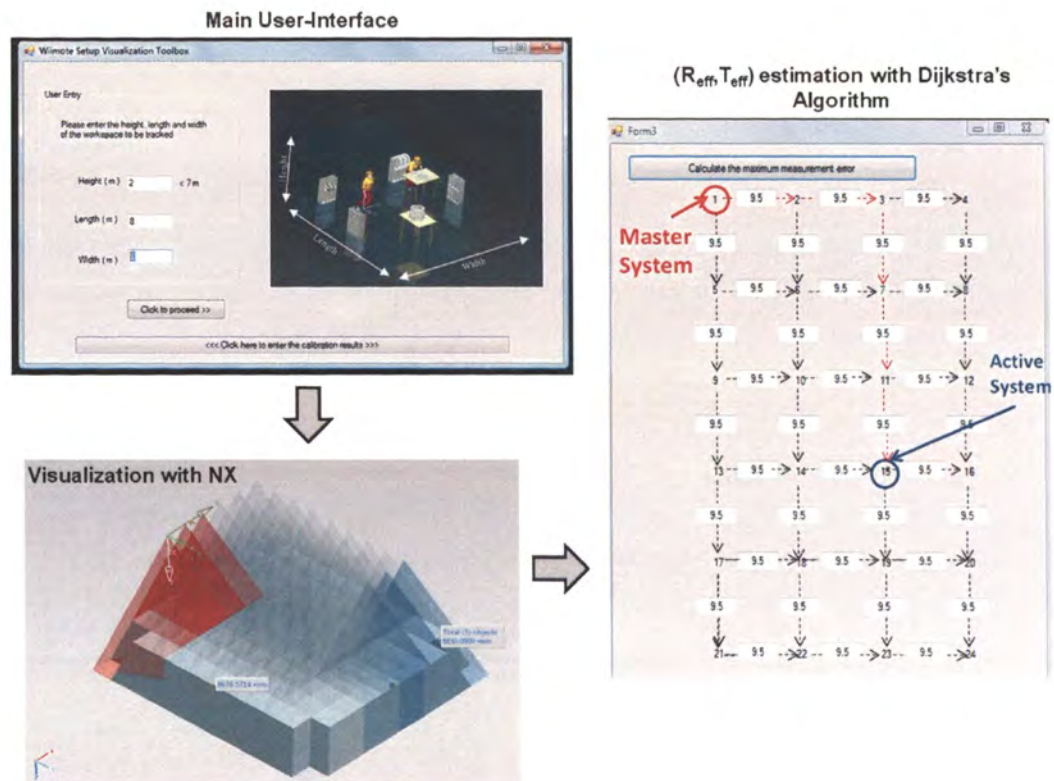 Main User-Interface
Wiimote Setup Visualization Toolbox
User Entry
Please enter the height, length and width
of the workspace to be tracked
Height (m) 2 < 7m
Length (m) 8
Width (m)
Click to proceed >>
<<< Click here to enter the calibration results >>>
Height
Length
Width
Visualization with NX
(Reff,Teff) estimation with Dijkstra's
Algorithm
Form3
Calculate the maximum measurement error
1 9.5 2 9.5 3 9.5 4
Master
System
9.5 9.5 9.5 9.5
5 9.5 6 9.5 7 9.5 8
9.5 9.5 9.5 9.5
Active
System
9 9.5 10 9.5 11 9.5 12
9.5 9.5 9.5 9.5
13 9.5 14 9.5 15 9.5 16
9.5 9.5 9.5 9.5
17 9.5 18 9.5 19 9.5 20
9.5 9.5 9.5 9.5
21 9.5 22 9.5 23 9.5 24